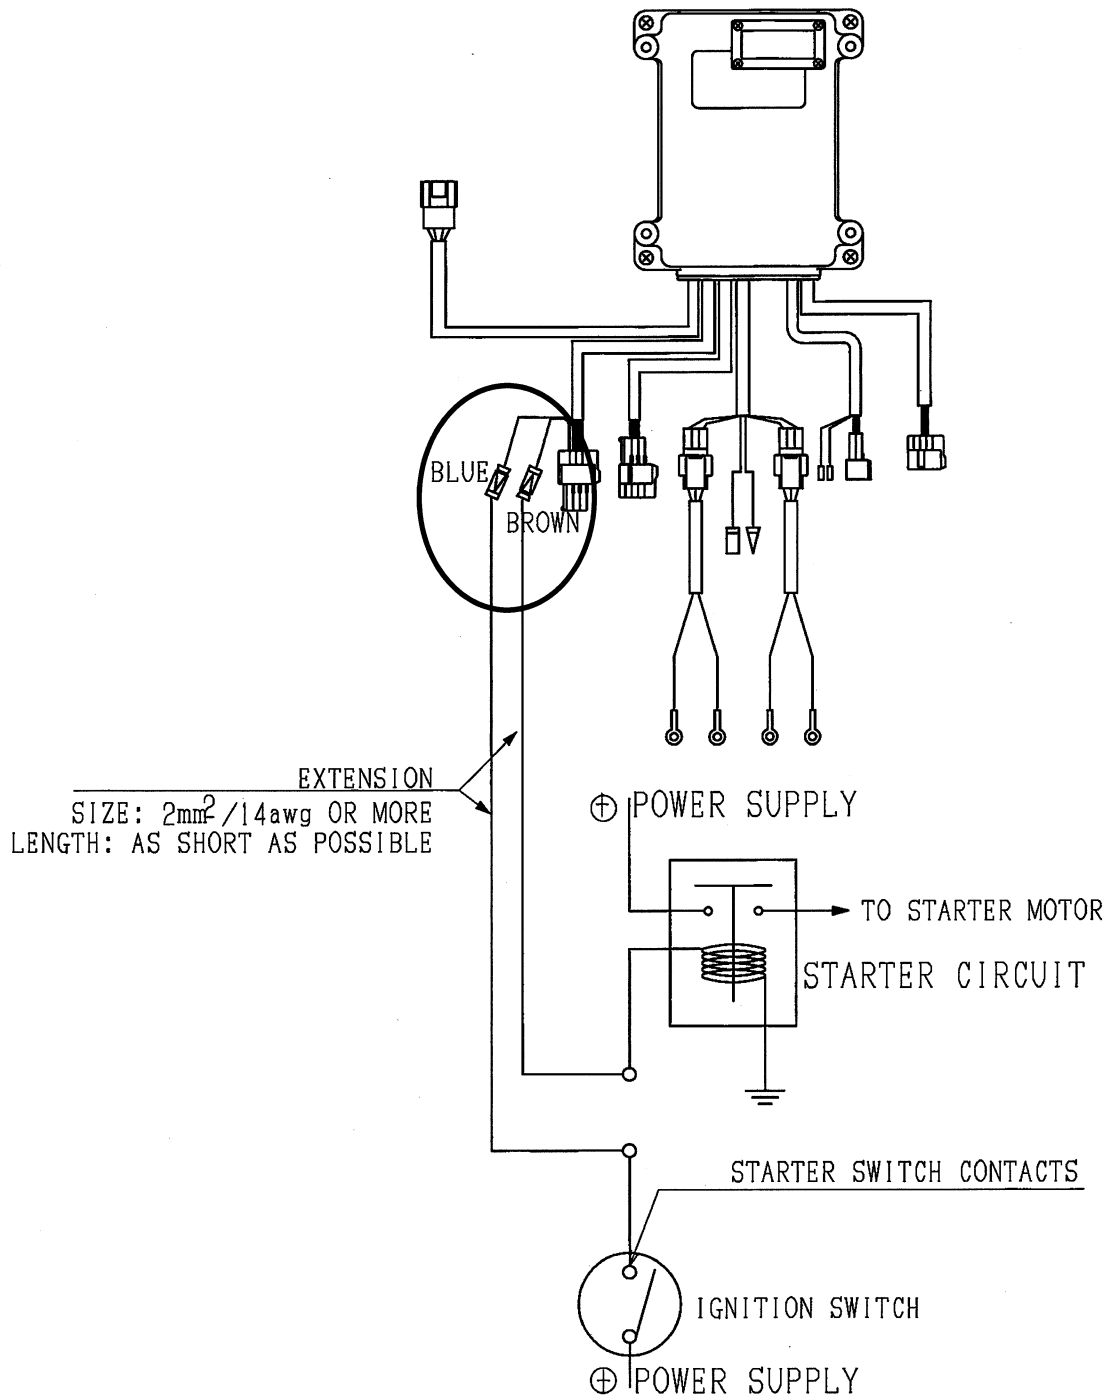 BLUE
BROWN
EXTENSION
SIZE: 2mm²/14awg OR MORE
LENGTH: AS SHORT AS POSSIBLE
⊕ POWER SUPPLY
TO STARTER MOTOR
STARTER CIRCUIT
STARTER SWITCH CONTACTS
IGNITION SWITCH
⊕ POWER SUPPLY